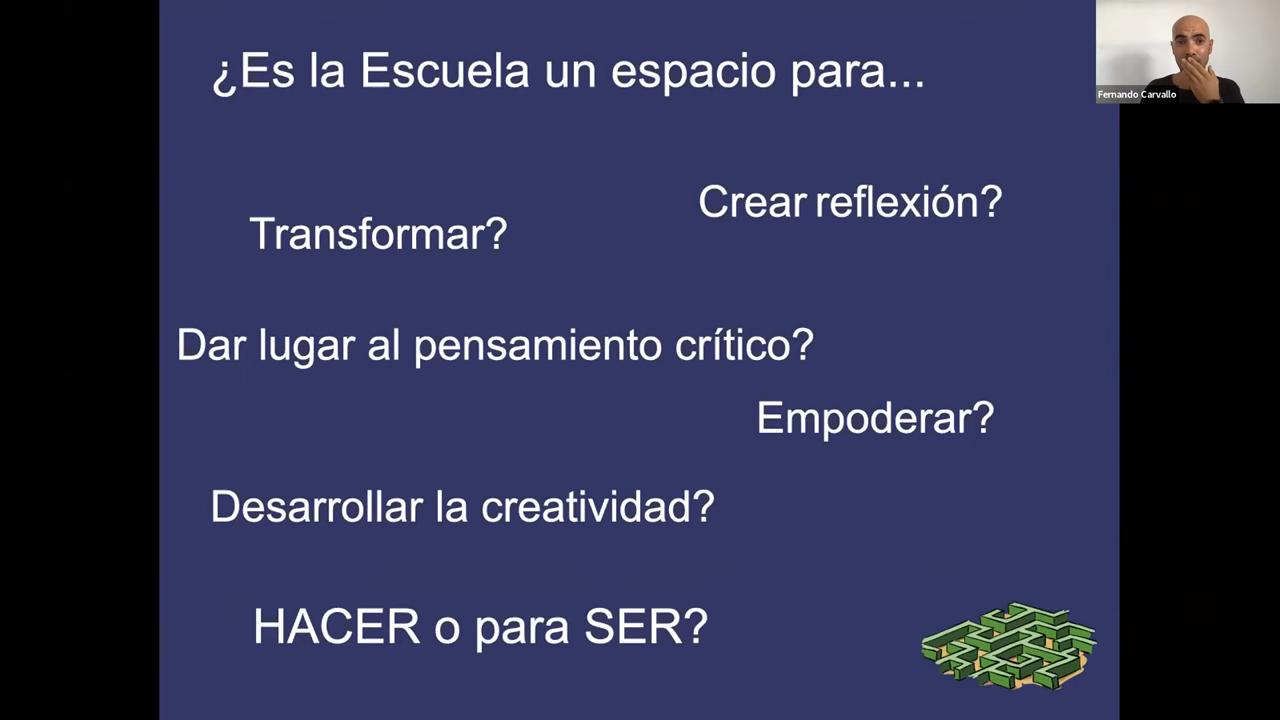 ¿Es la Escuela un espacio para...
Fernando Carvallo
Crear reflexión?
Transformar?
Dar lugar al pensamiento crítico?
Empoderar?
Desarrollar la creatividad?
HACER o para SER?